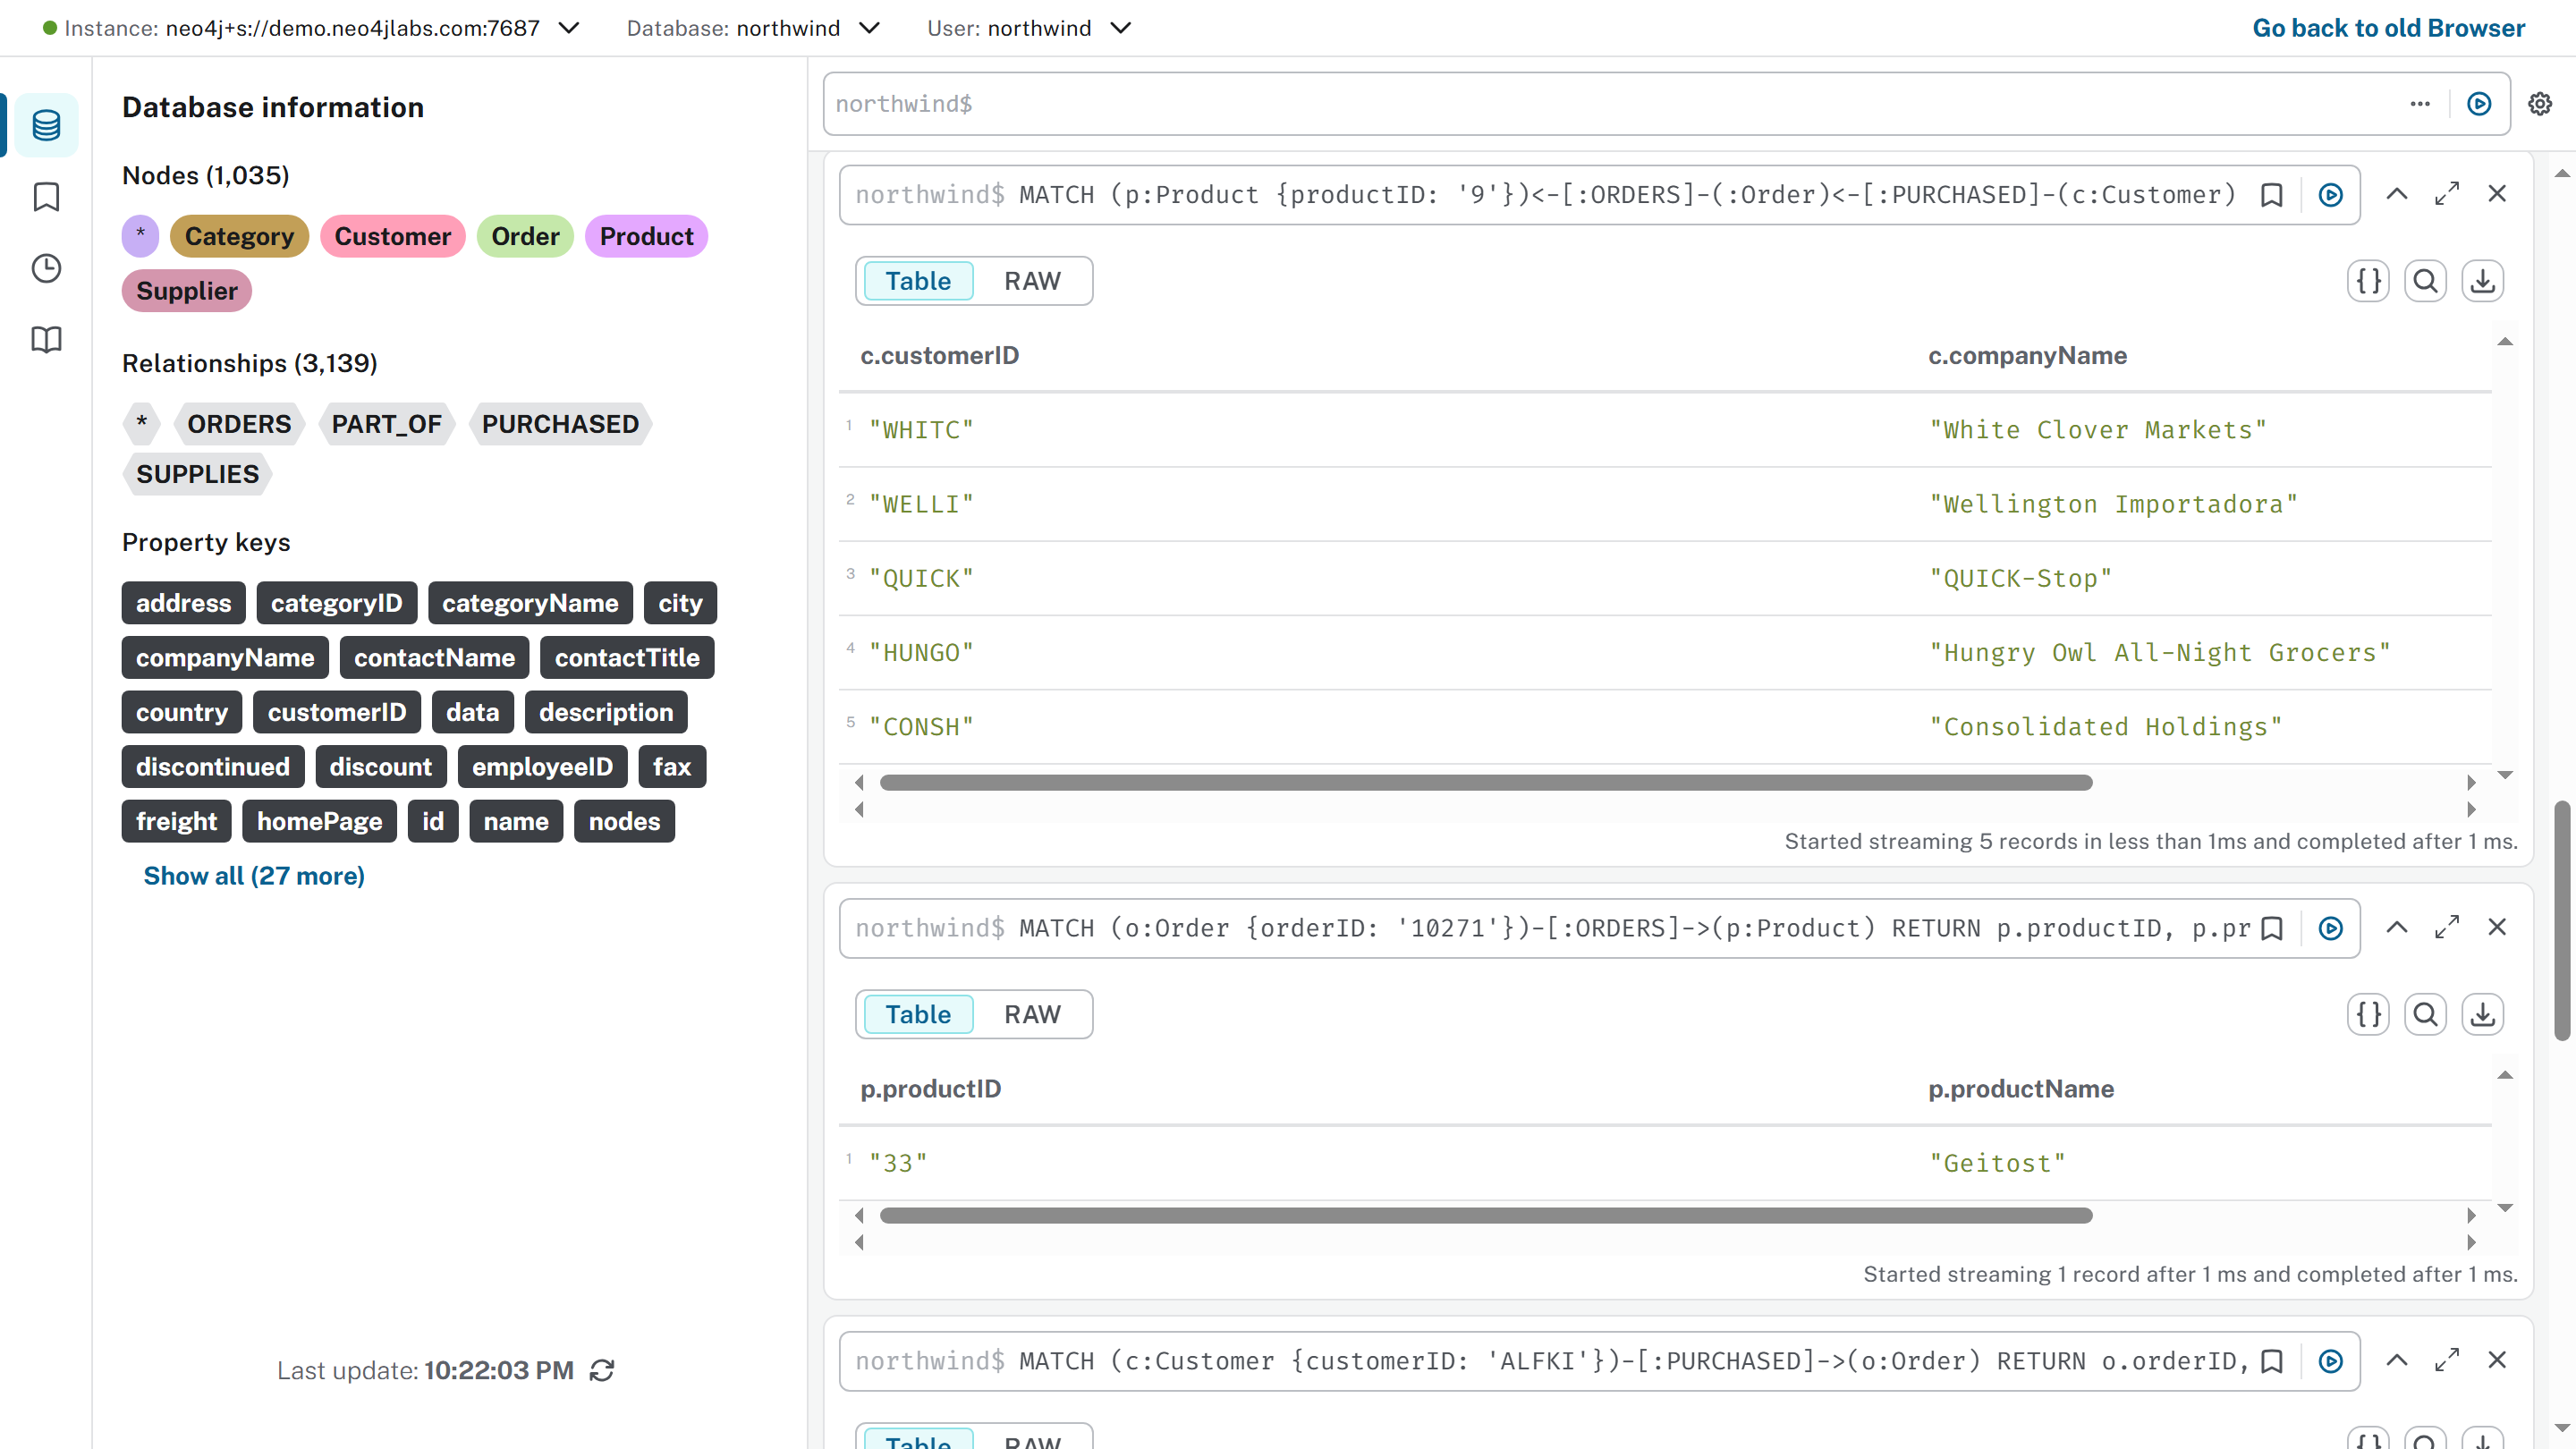 Instance: neo4j+s://demo.neo4jlabs.com:7687 Database: northwind User: northwind Go back to old Browser
Database information
Nodes (1,035)
* Category Customer Order Product
Supplier
Relationships (3,139)
* ORDERS PART_OF PURCHASED
SUPPLIES
Property keys
address categoryID categoryName city
companyName contactName contactTitle
country customerID data description
discontinued discount employeeID fax
freight homePage id name nodes
Show all (27 more)
Last update: 10:22:03 PM
northwind$
northwind$ MATCH (p:Product {productID: '9'})<-[:ORDERS]-(:Order)<-[:PURCHASED]-(c:Customer)
Table RAW
c.customerID c.companyName
1 "WHITC" "White Clover Markets"
2 "WELLI" "Wellington Importadora"
3 "QUICK" "QUICK-Stop"
4 "HUNGO" "Hungry Owl All-Night Grocers"
5 "CONSH" "Consolidated Holdings"
Started streaming 5 records in less than 1ms and completed after 1 ms.
northwind$ MATCH (o:Order {orderID: '10271'})-[:ORDERS]->(p:Product) RETURN p.productID, p.pr
Table RAW
p.productID p.productName
1 "33" "Geitost"
Started streaming 1 record after 1 ms and completed after 1 ms.
northwind$ MATCH (c:Customer {customerID: 'ALFKI'})-[:PURCHASED]->(o:Order) RETURN o.orderID,
Table RAW